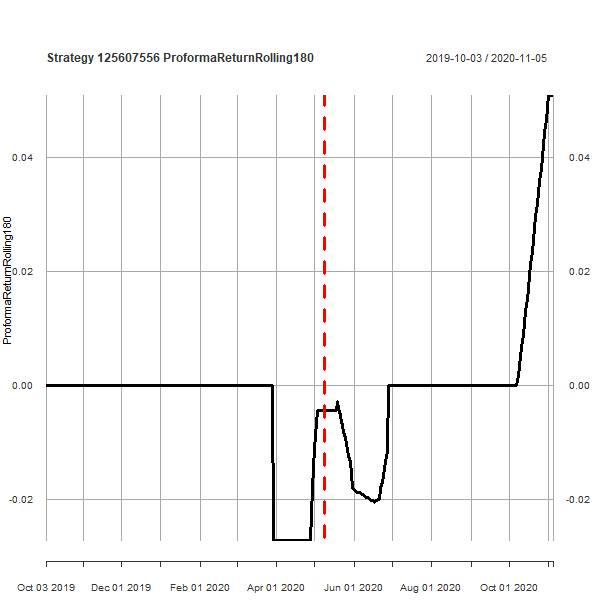 Strategy 125607556 ProformaReturnRolling180
2019-10-03 / 2020-11-05
ProformaReturnRolling180
0.04
0.04
0.02
0.02
0.00
0.00
-0.02
-0.02
Oct 03 2019
Dec 01 2019
Feb 01 2020
Apr 01 2020
Jun 01 2020
Aug 01 2020
Oct 01 2020